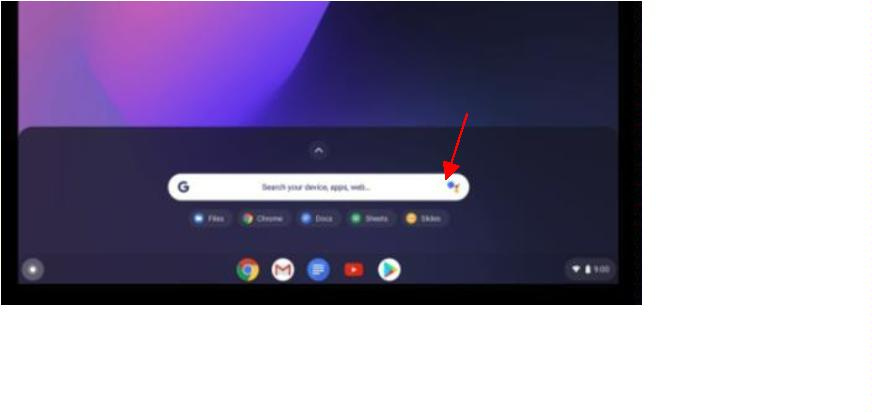 G Search your device, apps, web...
Files Chrome Docs Sheets Slides
9:00